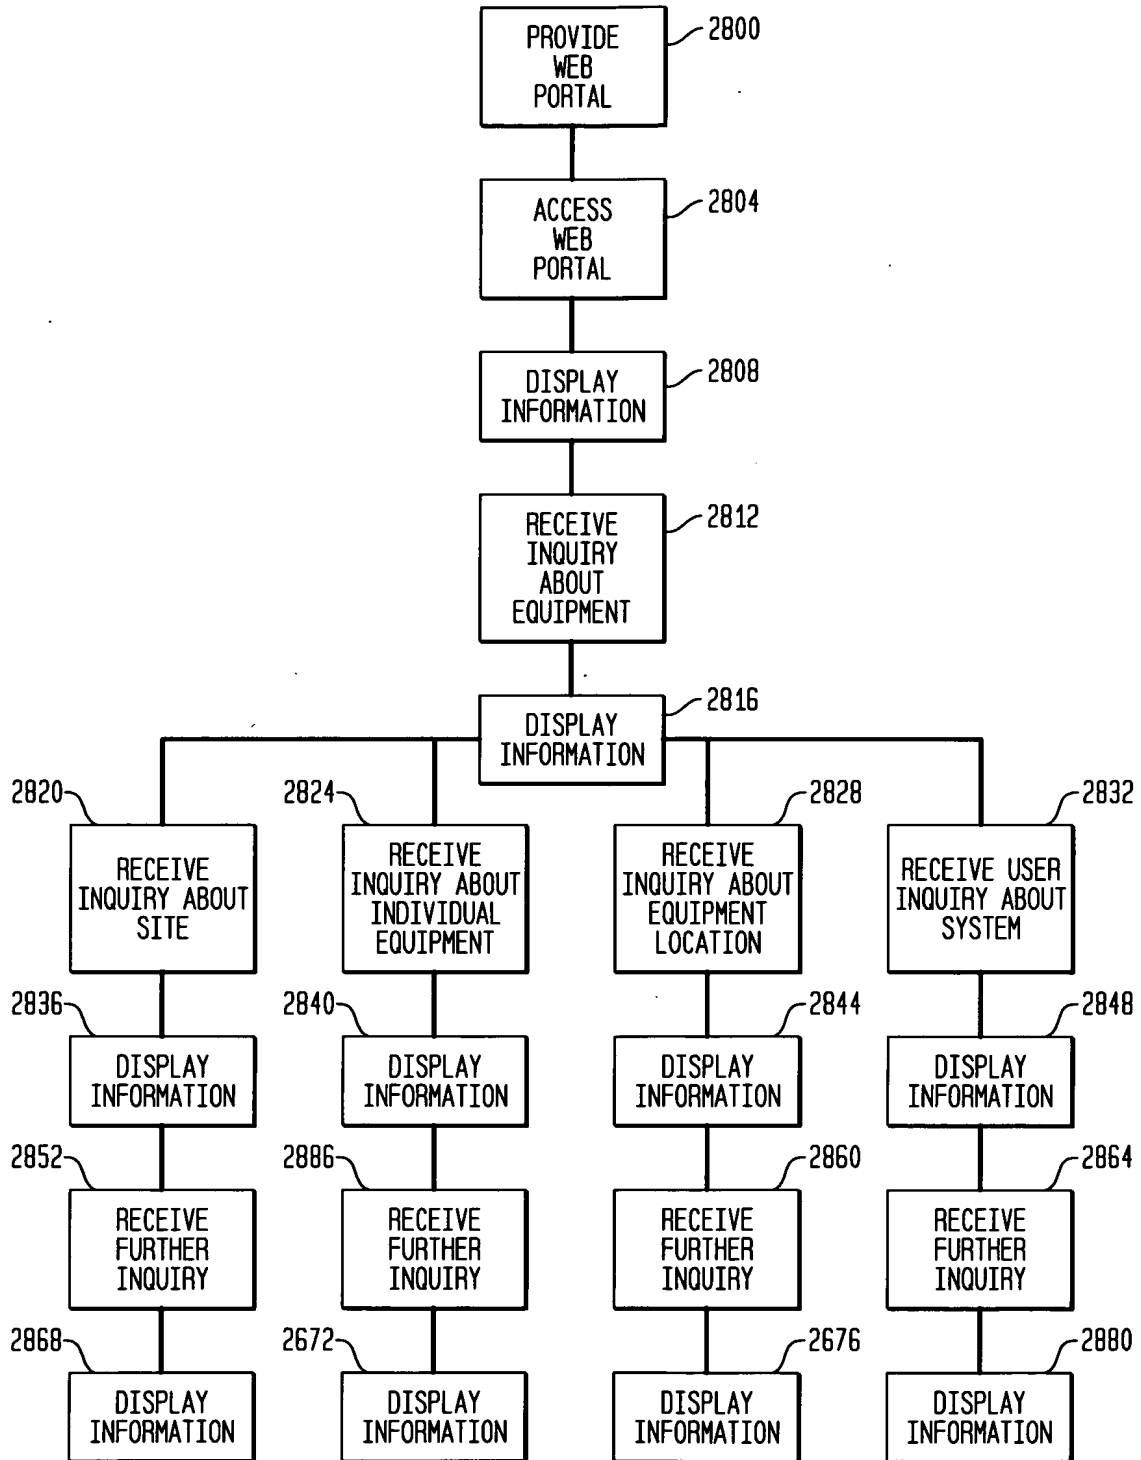 PROVIDE
WEB
PORTAL
2800
ACCESS
WEB
PORTAL
2804
DISPLAY
INFORMATION
2808
RECEIVE
INQUIRY
ABOUT
EQUIPMENT
2812
DISPLAY
INFORMATION
2816
2820
RECEIVE
INQUIRY ABOUT
SITE
2824
RECEIVE
INQUIRY ABOUT
INDIVIDUAL
EQUIPMENT
2828
RECEIVE
INQUIRY ABOUT
EQUIPMENT
LOCATION
2832
RECEIVE USER
INQUIRY ABOUT
SYSTEM
2836
DISPLAY
INFORMATION
2840
DISPLAY
INFORMATION
2844
DISPLAY
INFORMATION
2848
DISPLAY
INFORMATION
2852
RECEIVE
FURTHER
INQUIRY
2886
RECEIVE
FURTHER
INQUIRY
2860
RECEIVE
FURTHER
INQUIRY
2864
RECEIVE
FURTHER
INQUIRY
2868
DISPLAY
INFORMATION
2672
DISPLAY
INFORMATION
2676
DISPLAY
INFORMATION
2880
DISPLAY
INFORMATION